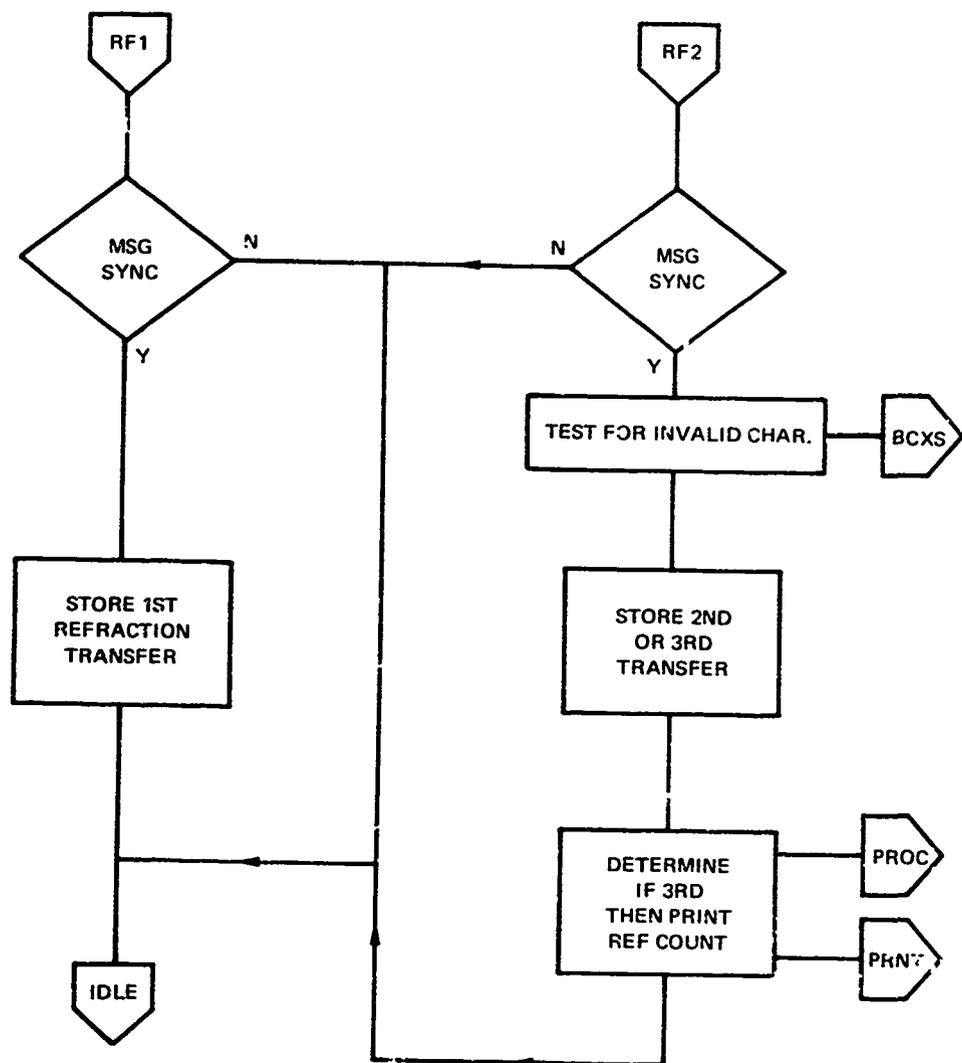 RF1
RF2
MSG
SYNC
N
Y
N
MSG
SYNC
Y
TEST FOR INVALID CHAR.
BCXS
STORE 1ST
REFRACTION
TRANSFER
STORE 2ND
OR 3RD
TRANSFER
DETERMINE
IF 3RD
THEN PRINT
REF COUNT
PROC
PRNT
IDLE